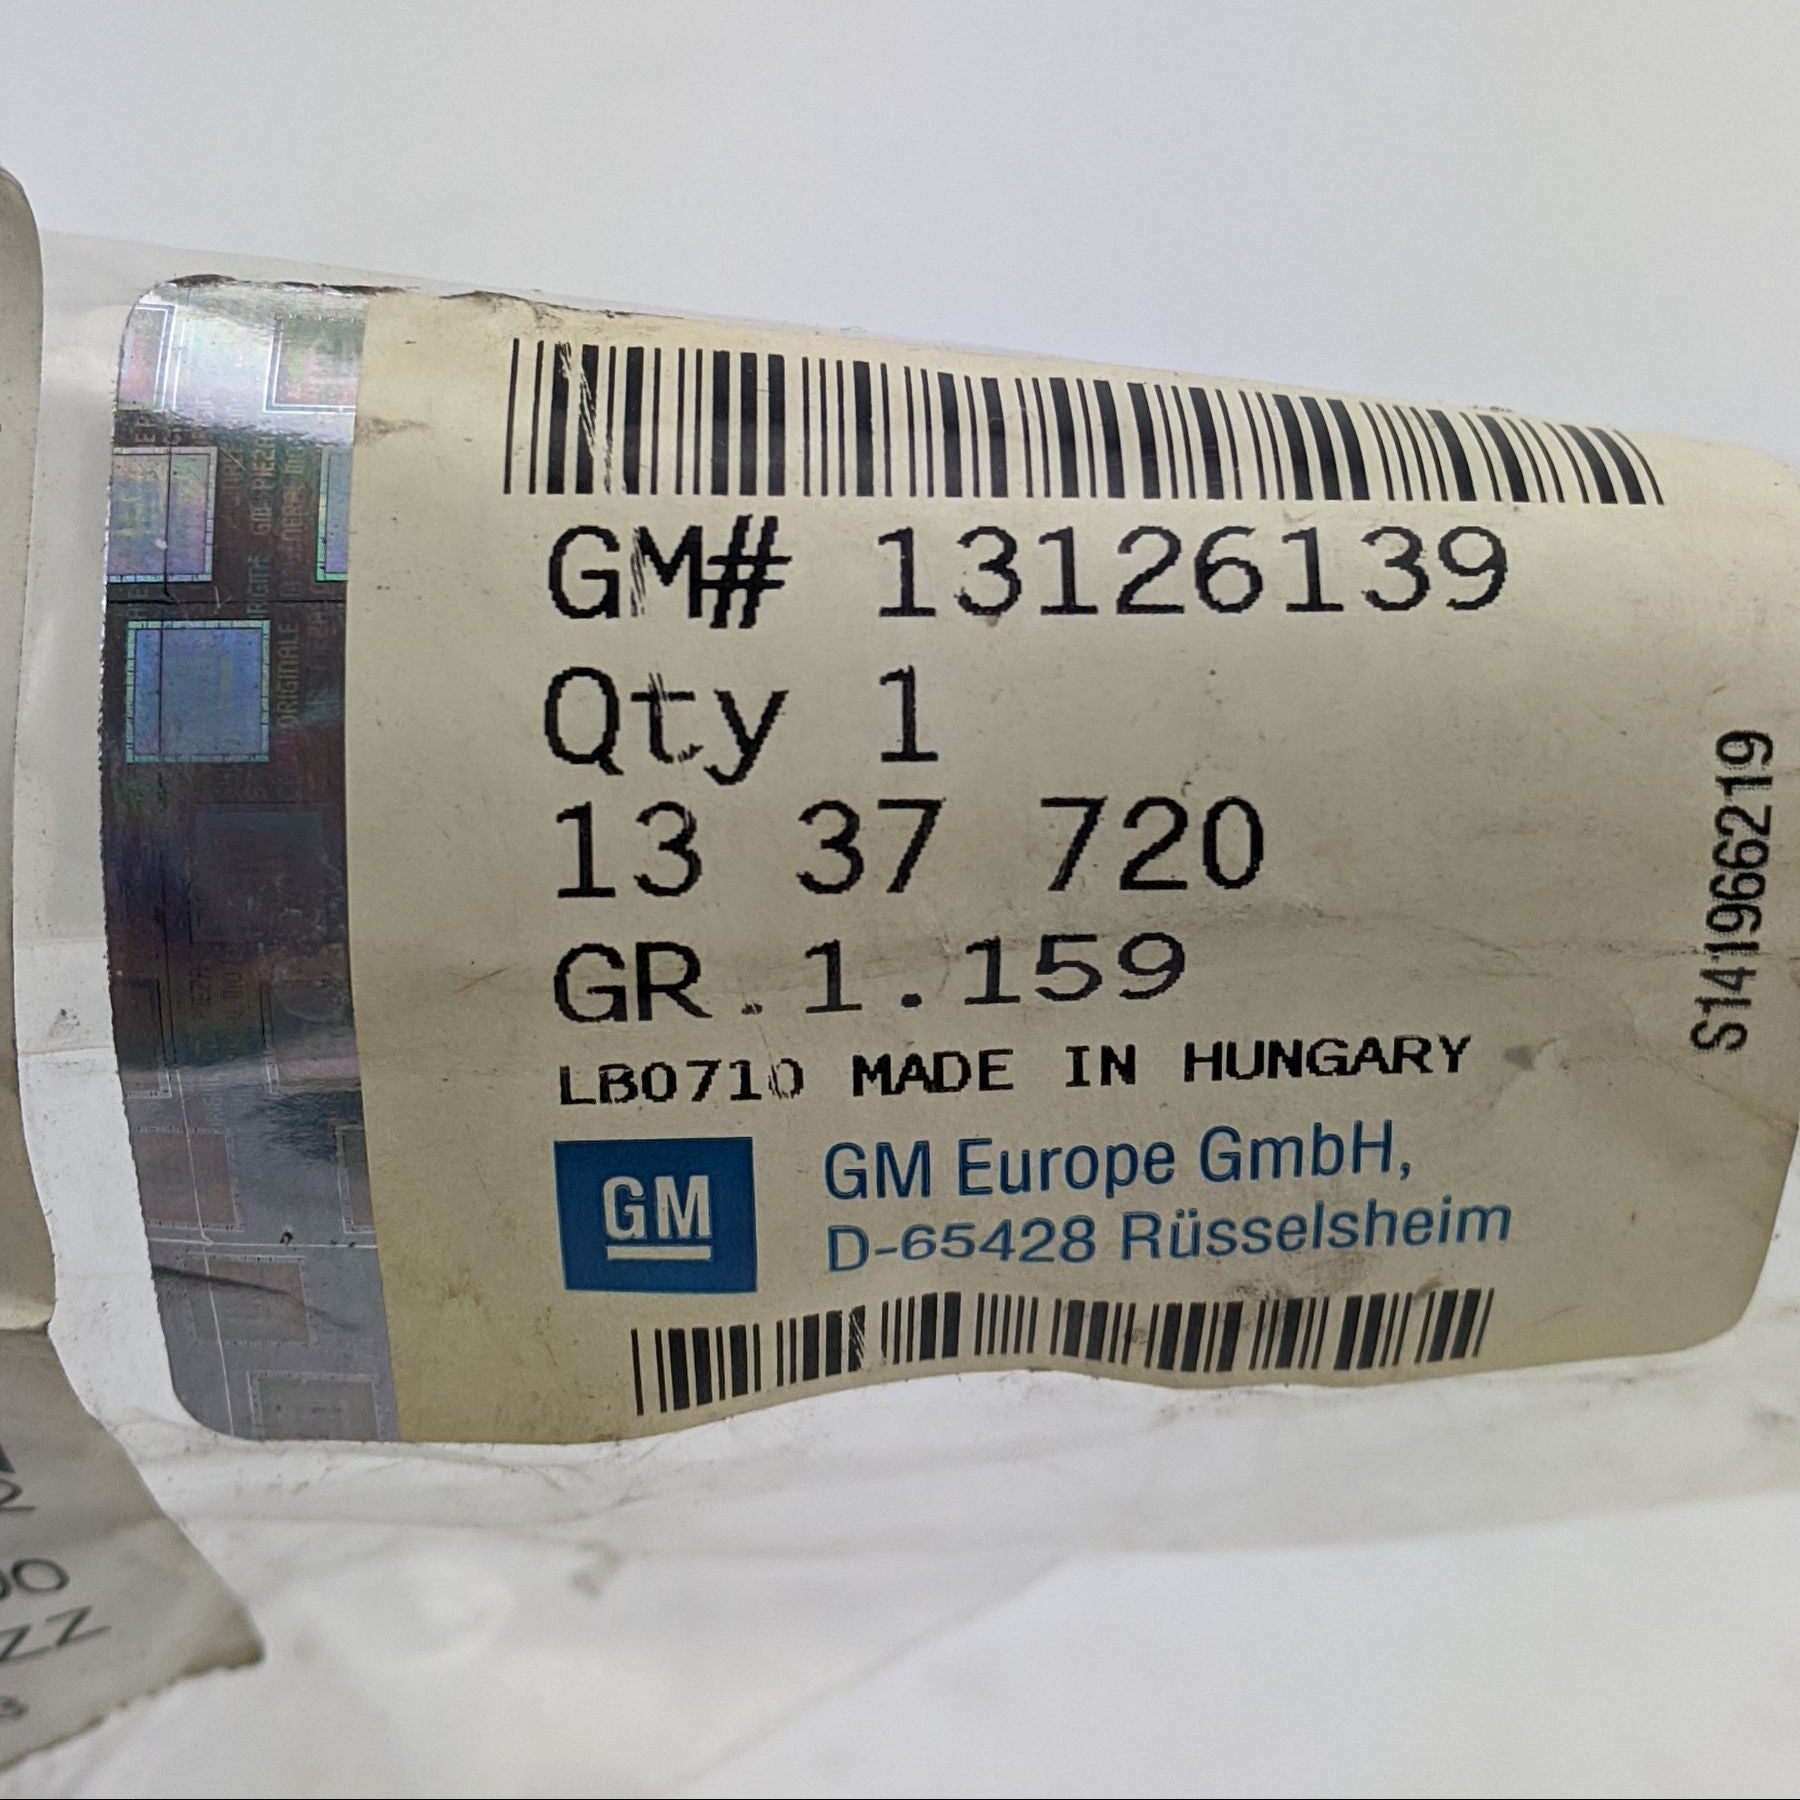 GM# 13126139
Qty 1
13 37 720
GR.1.159
LB0710 MADE IN HUNGARY
GM
GM Europe GmbH,
D-65428 Rüsselsheim
S141966219
ORIGINALE